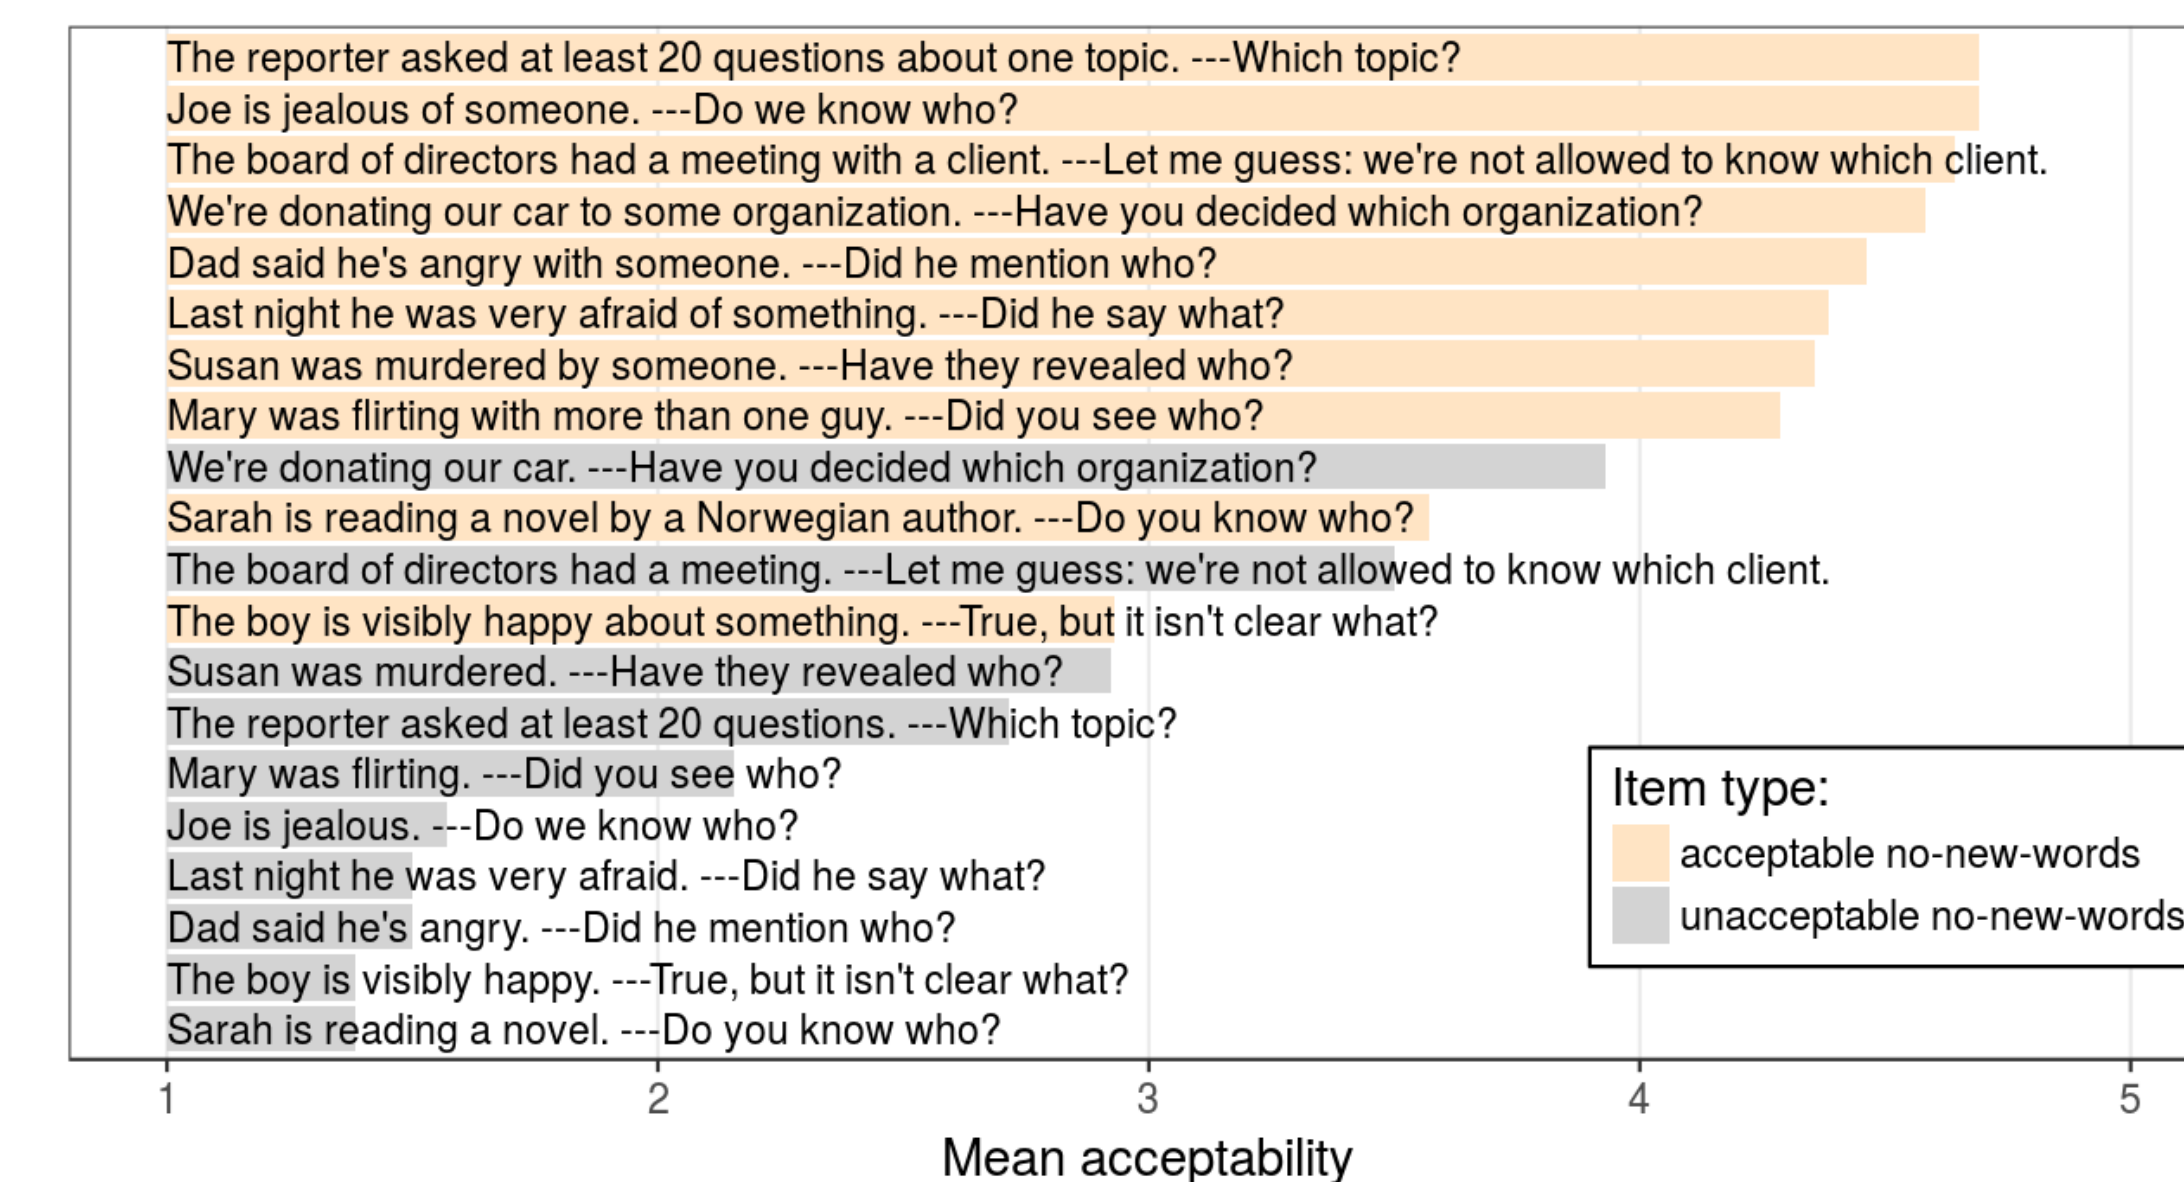 The reporter asked at least 20 questions about one topic. ---Which topic?
Joe is jealous of someone. ---Do we know who?
The board of directors had a meeting with a client. ---Let me guess: we're not allowed to know which client.
We're donating our car to some organization. ---Have you decided which organization?
Dad said he's angry with someone. ---Did he mention who?
Last night he was very afraid of something. ---Did he say what?
Susan was murdered by someone. ---Have they revealed who?
Mary was flirting with more than one guy. ---Did you see who?
We're donating our car. ---Have you decided which organization?
Sarah is reading a novel by a Norwegian author. ---Do you know who?
The board of directors had a meeting. ---Let me guess: we're not allowed to know which client.
The boy is visibly happy about something. ---True, but it isn't clear what?
Susan was murdered. ---Have they revealed who?
The reporter asked at least 20 questions. ---Which topic?
Mary was flirting. ---Did you see who?
Joe is jealous. ---Do we know who?
Last night he was very afraid. ---Did he say what?
Dad said he's angry. ---Did he mention who?
The boy is visibly happy. ---True, but it isn't clear what?
Sarah is reading a novel. ---Do you know who?
Item type:
acceptable no-new-words
unacceptable no-new-words
1 2 3 4 5
Mean acceptability